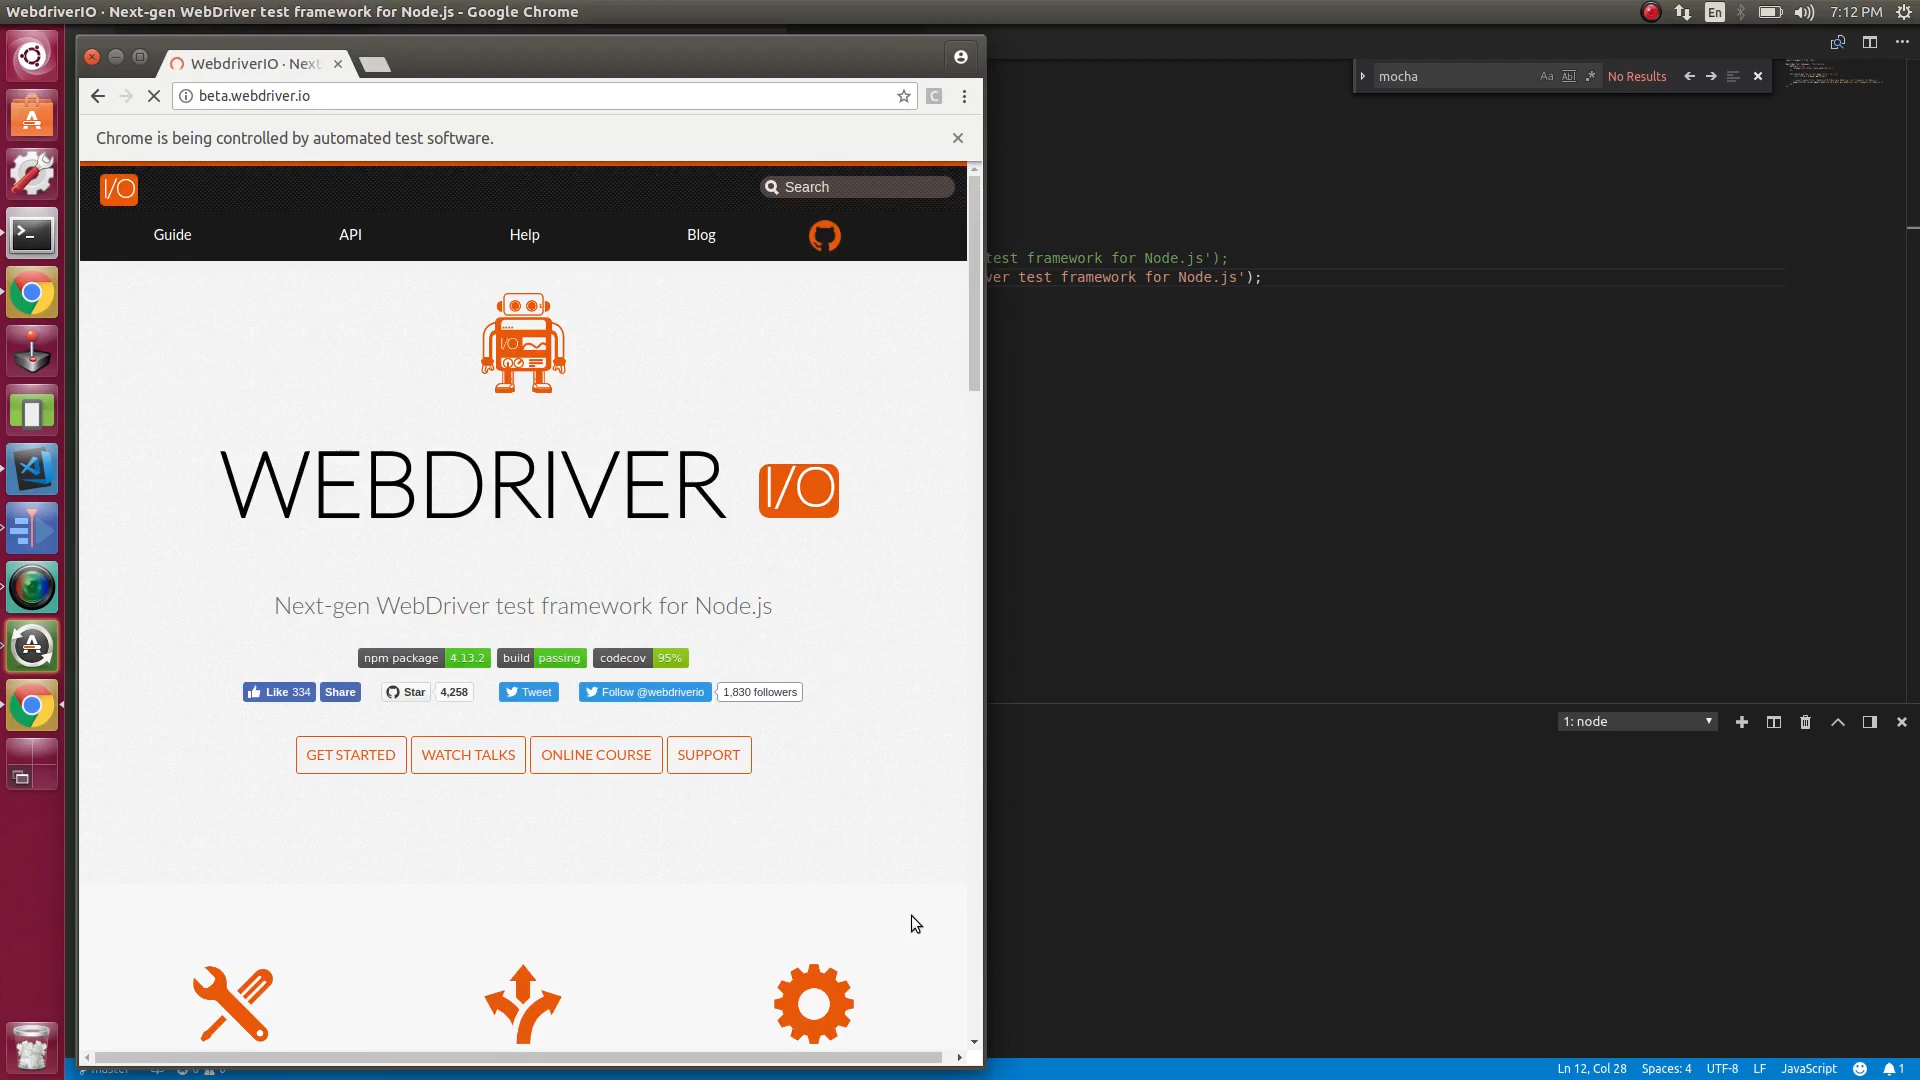 WebdriverIO · Next-gen WebDriver test framework for Node.js - Google Chrome
En
7:12 PM
WebdriverIO · Next
beta.webdriver.io
C
mocha
Aa
Abl
.*
No Results
Chrome is being controlled by automated test software.
I/O
Search
Guide
API
Help
Blog
test framework for Node.js');
ver test framework for Node.js');
I/O
WEBDRIVER I/O
Next-gen WebDriver test framework for Node.js
npm package 4.13.2 build passing codecov 95%
Like 334 Share Star 4,258 Tweet Follow @webdriverio 1,830 followers
1: node
GET STARTED WATCH TALKS ONLINE COURSE SUPPORT
Ln 12, Col 28 Spaces: 4 UTF-8 LF JavaScript 1